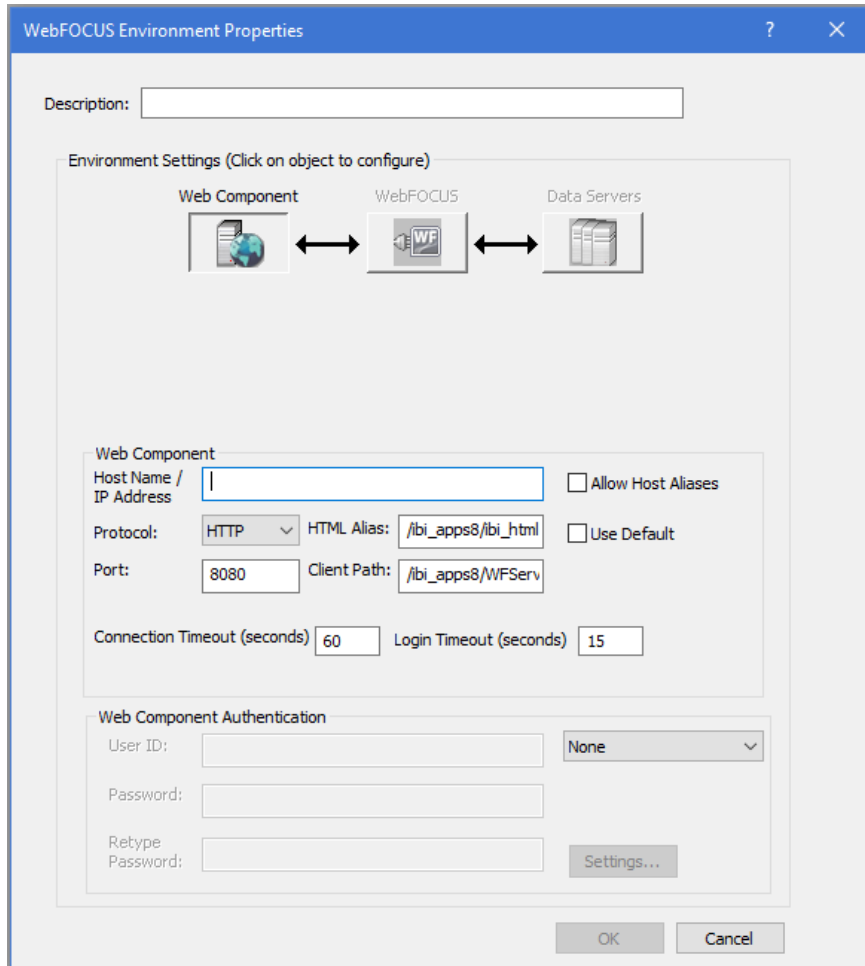 WebFOCUS Environment Properties ?
Description:
Environment Settings (Click on object to configure)
Web Component WebFOCUS Data Servers
WF
Web Component
Host Name /
IP Address
Allow Host Aliases
Protocol: HTTP HTML Alias: /ibi_apps8/ibi_html Use Default
Port: 8080 Client Path: /ibi_apps8/WFServ
Connection Timeout (seconds) 60 Login Timeout (seconds) 15
Web Component Authentication
User ID: None
Password:
Retype
Password:
Settings...
OK Cancel